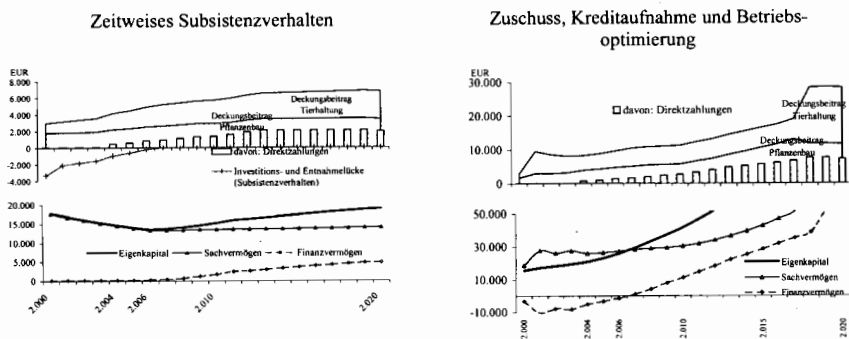 Zeitweises Subsistenzverhalten
EUR
8.000
6.000
4.000
2.000
0
-2.000
-4.000
Deckungsbeitrag
Tierhaltung
Deckungsbeitrag
Pflanzenbau
davon: Direktzahlungen
Investitions- und Entnahmelücke
(Subsistenzverhalten)
20.000
15.000
10.000
5.000
0
Eigenkapital
Sachvermögen
Finanzvermögen
2.000
2.004
2.006
2.010
2.020
Zuschuss, Kreditaufnahme und Betriebs-
optimierung
EUR
30.000
20.000
10.000
0
davon: Direktzahlungen
Deckungsbeitrag
Tierhaltung
Deckungsbeitrag
Pflanzenbau
50.000
30.000
10.000
-10.000
Eigenkapital
Sachvermögen
Finanzvermögen
2.000
2.004
2.006
2.010
2.015
2.020